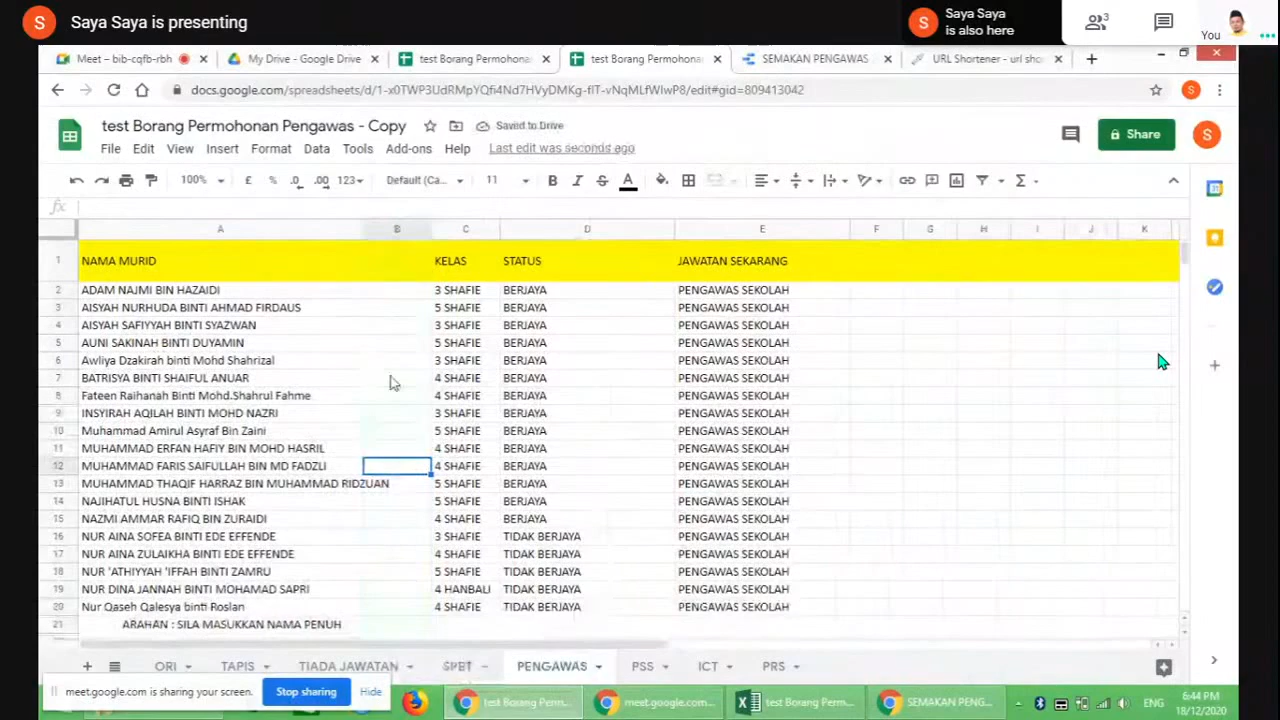 S Saya Saya is presenting
S Saya Saya is also here
3
You
Meet – bib-cqfb-rbh
My Drive - Google Drive
test Borang Permohona
test Borang Permohona
SEMAKAN PENGAWAS
URL Shortener - url sho
docs.google.com/spreadsheets/d/1-x0TWP3UdRMpYQfi4Nd7HVyDMKg-flT-vNqMLfWIwP8/edit#gid=809413042
S
test Borang Permohonan Pengawas - Copy
Saved to Drive
Share
S
File Edit View Insert Format Data Tools Add-ons Help Last edit was seconds ago
100% £ % .0 .00 123 Default (Ca... 11 B I S A
fx
A B C D E F G H I J K
1 NAMA MURID KELAS STATUS JAWATAN SEKARANG
2 ADAM NAJMI BIN HAZAIDI 3 SHAFIE BERJAYA PENGAWAS SEKOLAH
3 AISYAH NURHUDA BINTI AHMAD FIRDAUS 5 SHAFIE BERJAYA PENGAWAS SEKOLAH
4 AISYAH SAFIYYAH BINTI SYAZWAN 3 SHAFIE BERJAYA PENGAWAS SEKOLAH
5 AUNI SAKINAH BINTI DUYAMIN 5 SHAFIE BERJAYA PENGAWAS SEKOLAH
6 Awliya Dzakirah binti Mohd Shahrizal 3 SHAFIE BERJAYA PENGAWAS SEKOLAH
7 BATRISYA BINTI SHAIFUL ANUAR 4 SHAFIE BERJAYA PENGAWAS SEKOLAH
8 Fateen Raihanah Binti Mohd.Shahrul Fahme 4 SHAFIE BERJAYA PENGAWAS SEKOLAH
9 INSYIRAH AQILAH BINTI MOHD NAZRI 3 SHAFIE BERJAYA PENGAWAS SEKOLAH
10 Muhammad Amirul Asyraf Bin Zaini 5 SHAFIE BERJAYA PENGAWAS SEKOLAH
11 MUHAMMAD ERFAN HAFIY BIN MOHD HASRIL 4 SHAFIE BERJAYA PENGAWAS SEKOLAH
12 MUHAMMAD FARIS SAIFULLAH BIN MD FADZLI 4 SHAFIE BERJAYA PENGAWAS SEKOLAH
13 MUHAMMAD THAQIF HARRAZ BIN MUHAMMAD RIDZUAN 5 SHAFIE BERJAYA PENGAWAS SEKOLAH
14 NAJIHATUL HUSNA BINTI ISHAK 5 SHAFIE BERJAYA PENGAWAS SEKOLAH
15 NAZMI AMMAR RAFIQ BIN ZURAIDI 4 SHAFIE BERJAYA PENGAWAS SEKOLAH
16 NUR AINA SOFEA BINTI EDE EFFENDE 3 SHAFIE TIDAK BERJAYA PENGAWAS SEKOLAH
17 NUR AINA ZULAIKHA BINTI EDE EFFENDE 4 SHAFIE TIDAK BERJAYA PENGAWAS SEKOLAH
18 NUR 'ATHIYYAH 'IFFAH BINTI ZAMRU 5 SHAFIE TIDAK BERJAYA PENGAWAS SEKOLAH
19 NUR DINA JANNAH BINTI MOHAMAD SAPRI 4 HANBALI TIDAK BERJAYA PENGAWAS SEKOLAH
20 Nur Qaseh Qalesya binti Roslan 4 SHAFIE TIDAK BERJAYA PENGAWAS SEKOLAH
21 ARAHAN : SILA MASUKKAN NAMA PENUH
ORI TAPIS TIADA JAWATAN SPBT PENGAWAS PSS ICT PRS
meet.google.com is sharing your screen. Stop sharing Hide
test Borang Perm...
meet.google.com...
test Borang Perm...
SEMAKAN PENG...
ENG
6:44 PM
18/12/2020